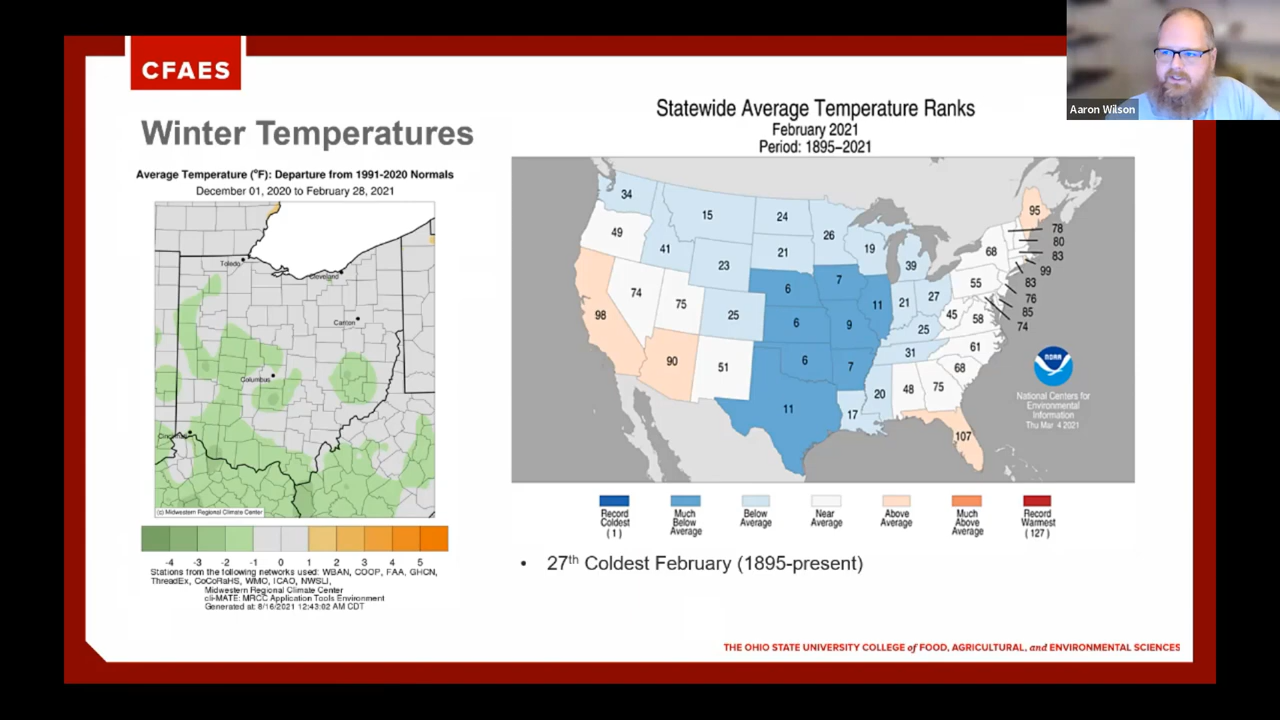 CFAES
Aaron Wilson
Winter Temperatures
Average Temperature (°F): Departure from 1991-2020 Normals
December 01, 2020 to February 28, 2021
Toledo
Cleveland
Canton
Columbus
Cincinnati
(c) Midwestern Regional Climate Center
-4 -3 -2 -1 0 1 2 3 4 5
Stations from the following networks used: WBAN, COOP, FAA, GHCN,
ThreadEx, CoCoRaHS, WMO, ICAO, NWSLI,
Midwestern Regional Climate Center
cli-MATE: MRCC Application Tools Environment
Generated at: 8/16/2021 12:43:02 AM CDT
Statewide Average Temperature Ranks
February 2021
Period: 1895–2021
34
15
24
26
49
41
23
21
19
39
68
95
78
80
83
99
83
76
85
74
98
74
75
25
6
7
11
21
27
55
6
9
25
45
58
90
51
6
7
31
61
68
11
17
20
48
75
107
NOAA
National Centers for
Environmental
Information
Thu Mar 4 2021
Record
Coldest
(1)
Much
Below
Average
Below
Average
Near
Average
Above
Average
Much
Above
Average
Record
Warmest
(127)
• 27th Coldest February (1895-present)
THE OHIO STATE UNIVERSITY COLLEGE of FOOD, AGRICULTURAL, and ENVIRONMENTAL SCIENCES